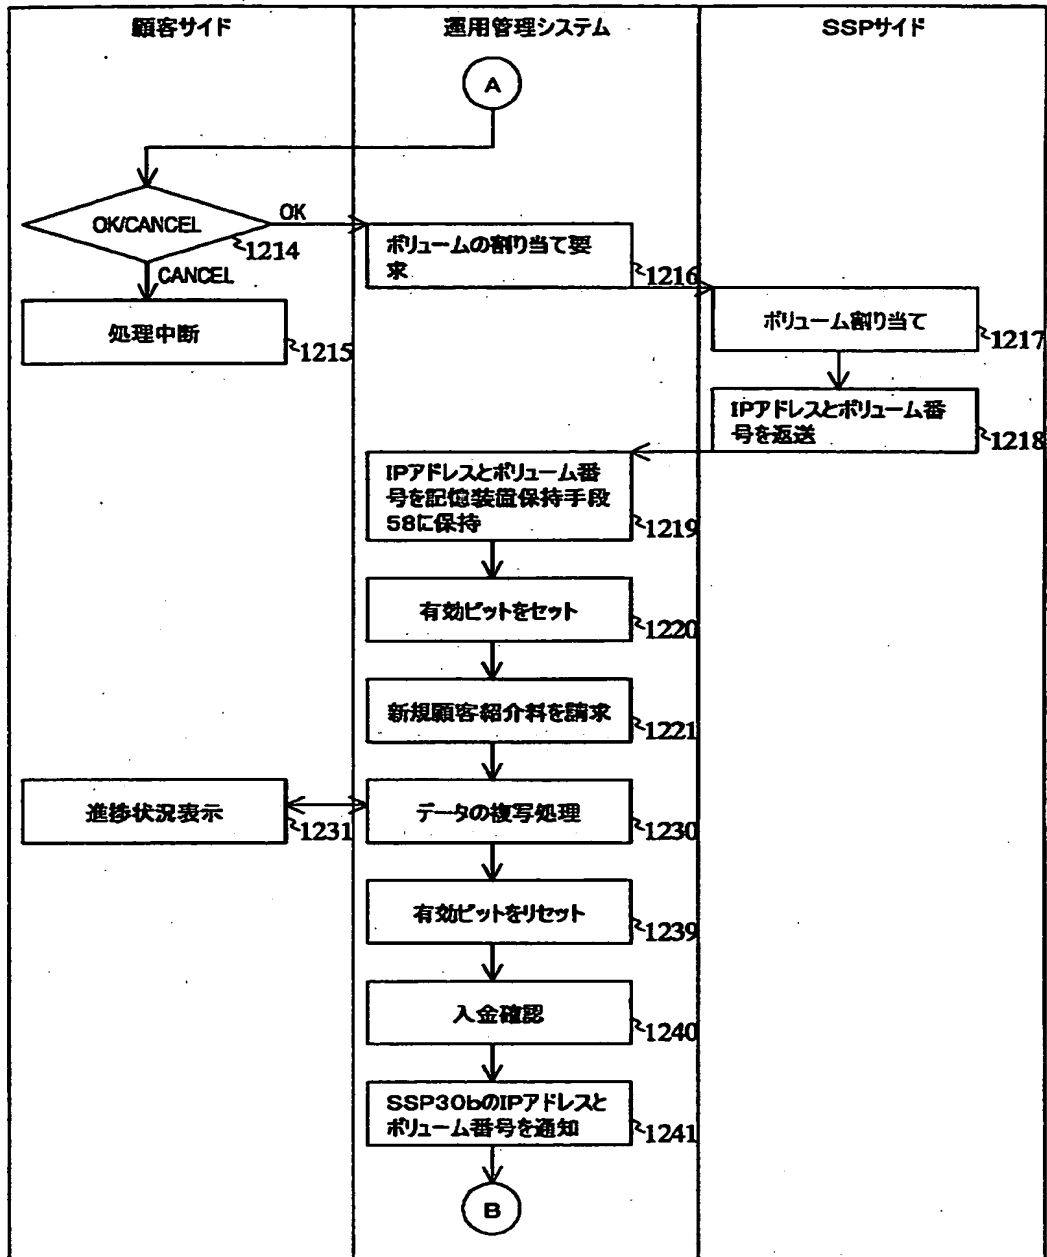 顧客サイド
運用管理システム
SSPサイド
A
OK/CANCEL
OK
1214
CANCEL
処理中断
1215
ボリュームの割り当て要
求
1216
ボリューム割り当て
1217
IPアドレスとボリューム番
号を返送
1218
IPアドレスとボリューム番
号を記憶装置保持手段
58に保持
1219
有効ビットをセット
1220
新規顧客紹介料を請求
1221
進捗状況表示
1231
データの複写処理
1230
有効ビットをリセット
1239
入金確認
1240
SSP30bのIPアドレスと
ボリューム番号を通知
1241
B